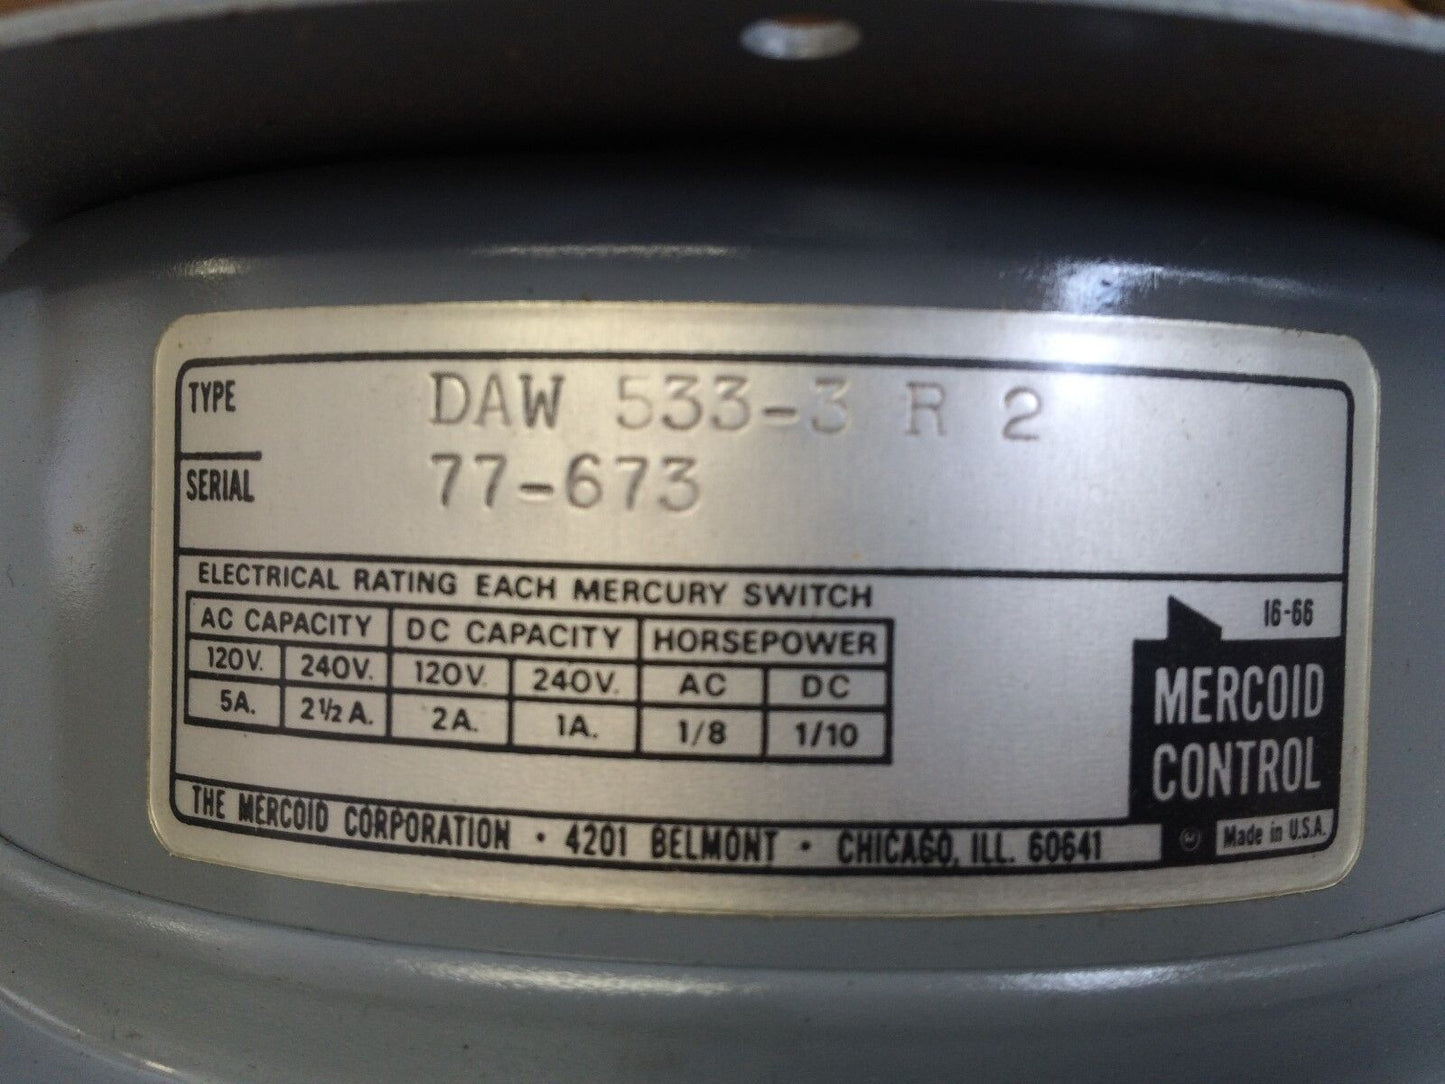 TYPE DAW 533-3 R 2
SERIAL 77-673
ELECTRICAL RATING EACH MERCURY SWITCH
AC CAPACITY DC CAPACITY HORSEPOWER
120V. 240V. 120V. 240V. AC DC
5A. 2½A. 2A. 1A. 1/8 1/10
16-66
MERCOID
CONTROL
THE MERCOID CORPORATION · 4201 BELMONT · CHICAGO, ILL. 60641
Made in U.S.A.